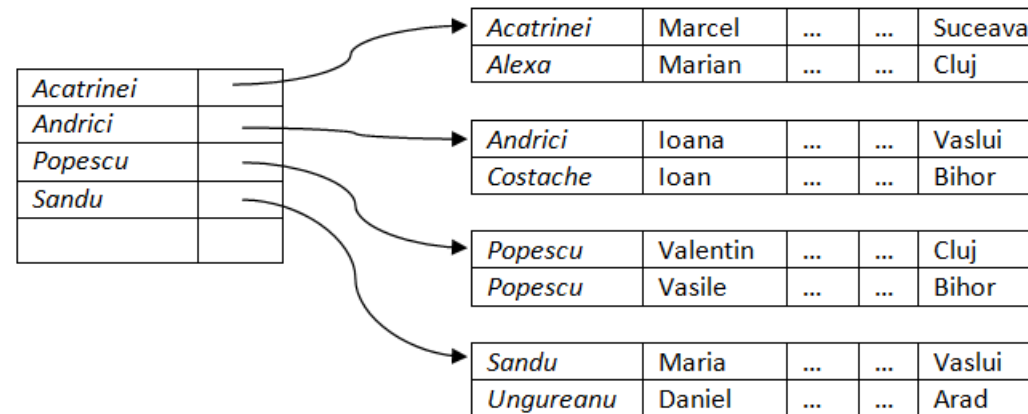 Acatrinei
Andrici
Popescu
Sandu
Acatrinei Marcel ... ... Suceava
Alexa Marian ... ... Cluj
Andrici Ioana ... ... Vaslui
Costache Ioan ... ... Bihor
Popescu Valentin ... ... Cluj
Popescu Vasile ... ... Bihor
Sandu Maria ... ... Vaslui
Ungureanu Daniel ... ... Arad